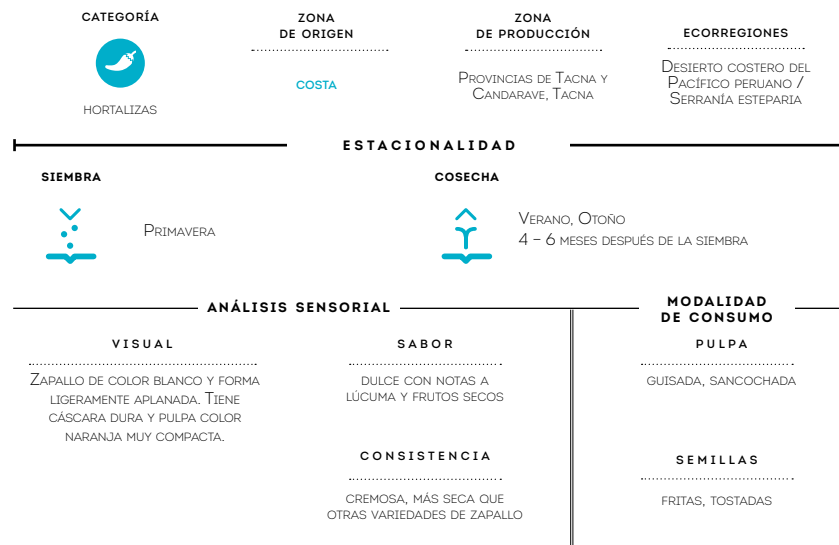 CATEGORÍA
HORTALIZAS
ZONA
DE ORIGEN
COSTA
ZONA
DE PRODUCCIÓN
Provincias de Tacna y
Candarave, Tacna
ECORREGIONES
Desierto costero del
Pacífico peruano /
Serranía esteparia
ESTACIONALIDAD
SIEMBRA
Primavera
COSECHA
Verano, Otoño
4 – 6 meses después de la siembra
ANÁLISIS SENSORIAL
VISUAL
Zapallo de color blanco y forma
ligeramente aplanada. Tiene
cáscara dura y pulpa color
naranja muy compacta.
SABOR
dulce con notas a
lúcuma y frutos secos
CONSISTENCIA
cremosa, más seca que
otras variedades de zapallo
MODALIDAD
DE CONSUMO
PULPA
guisada, sancochada
SEMILLAS
fritas, tostadas